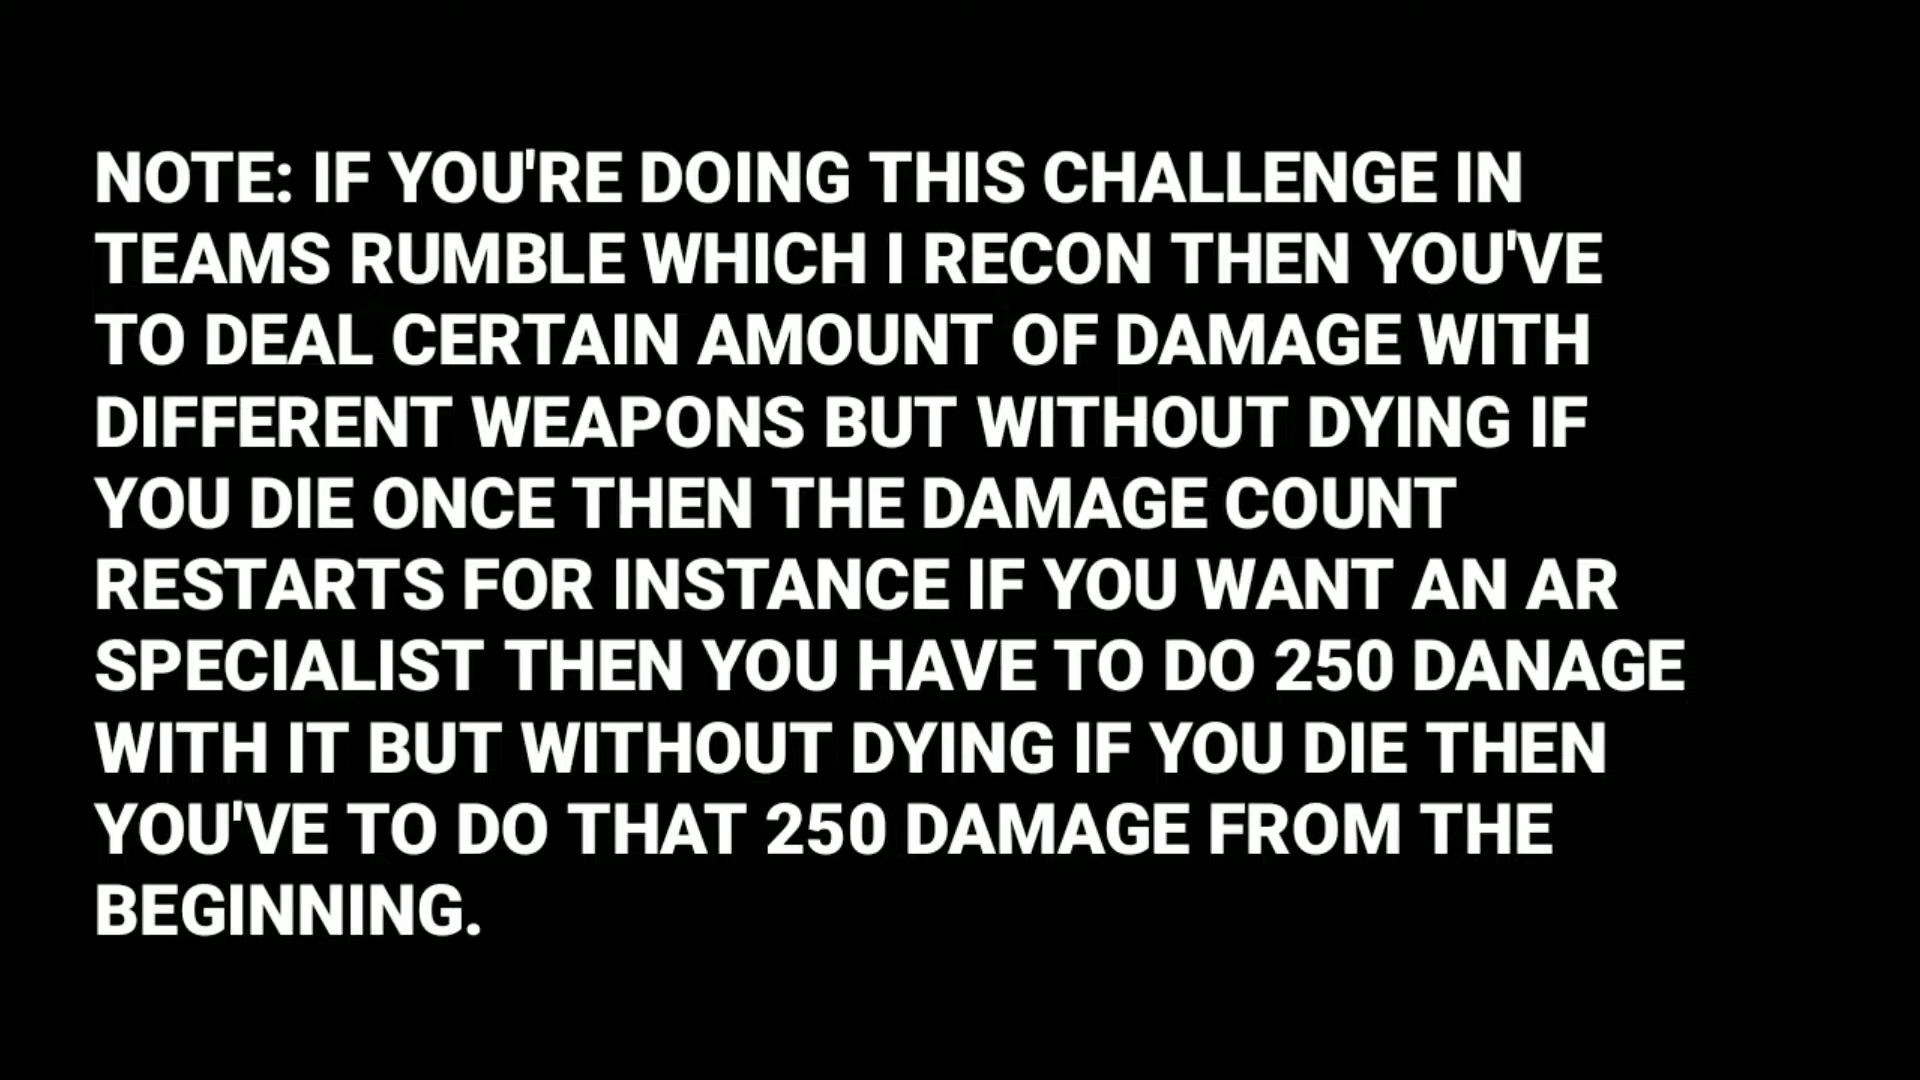 NOTE: IF YOU'RE DOING THIS CHALLENGE IN
TEAMS RUMBLE WHICH I RECON THEN YOU'VE
TO DEAL CERTAIN AMOUNT OF DAMAGE WITH
DIFFERENT WEAPONS BUT WITHOUT DYING IF
YOU DIE ONCE THEN THE DAMAGE COUNT
RESTARTS FOR INSTANCE IF YOU WANT AN AR
SPECIALIST THEN YOU HAVE TO DO 250 DANAGE
WITH IT BUT WITHOUT DYING IF YOU DIE THEN
YOU'VE TO DO THAT 250 DAMAGE FROM THE
BEGINNING.